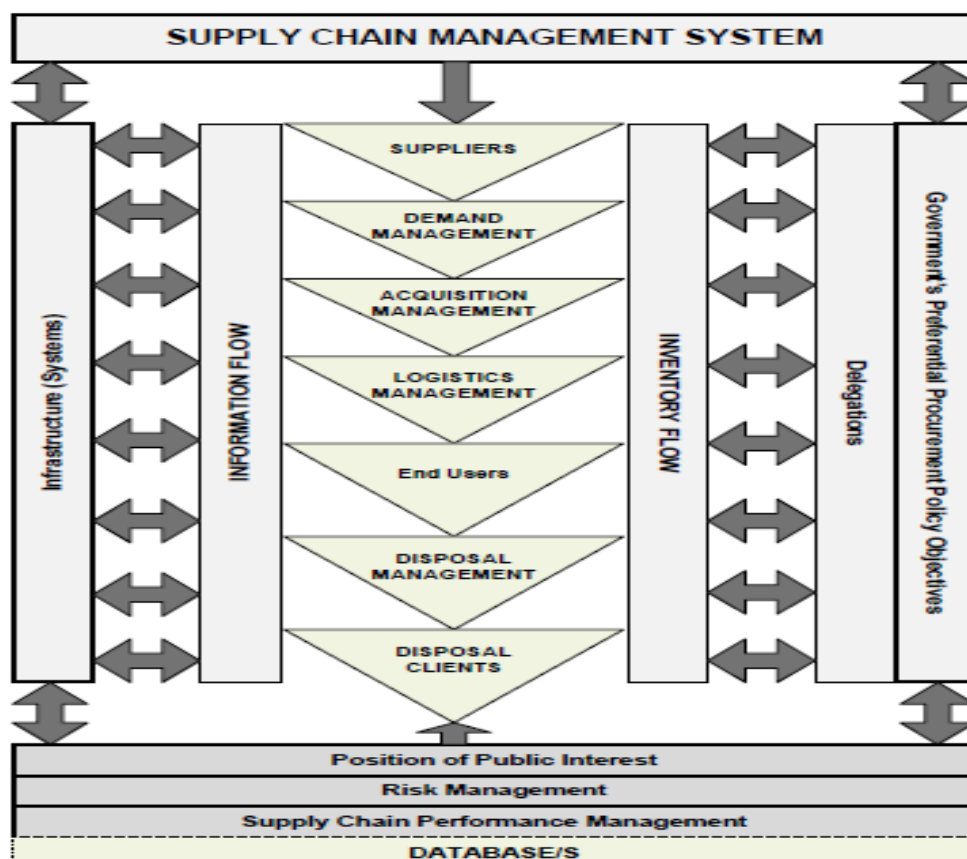 SUPPLY CHAIN MANAGEMENT SYSTEM
Infrastructure (Systems)
INFORMATION FLOW
SUPPLIERS
DEMAND
MANAGEMENT
ACQUISITION
MANAGEMENT
LOGISTICS
MANAGEMENT
End Users
DISPOSAL
MANAGEMENT
DISPOSAL
CLIENTS
INVENTORY FLOW
Delegations
Government's Preferential Procurement Policy Objectives
Position of Public Interest
Risk Management
Supply Chain Performance Management
DATABASE/S